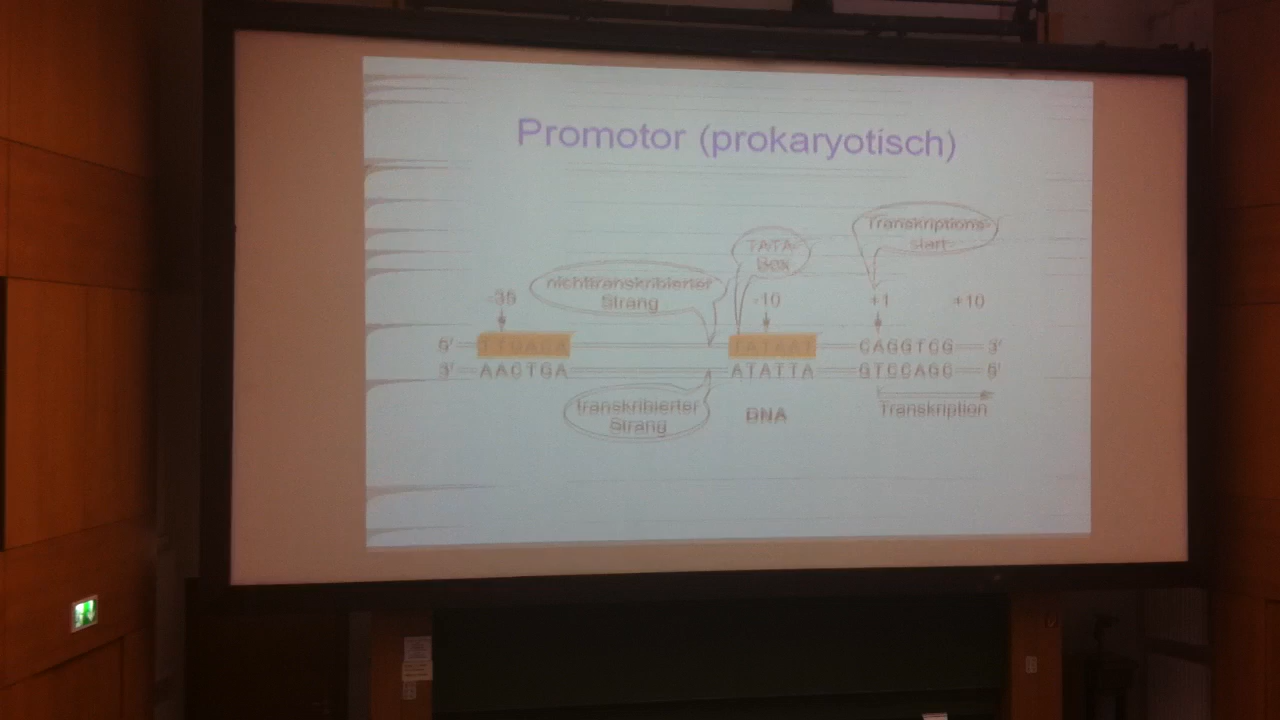 Promotor (prokaryotisch)
Transkriptions-
start
TATA-
Box
nichttranskribierter
Strang
-35
-10
+1
+10
5' TTGACA TATAAT CAGGTCG 3'
3' AACTGA ATATTA GTCCAGC 5'
transkribierter
Strang
DNA
Transkription